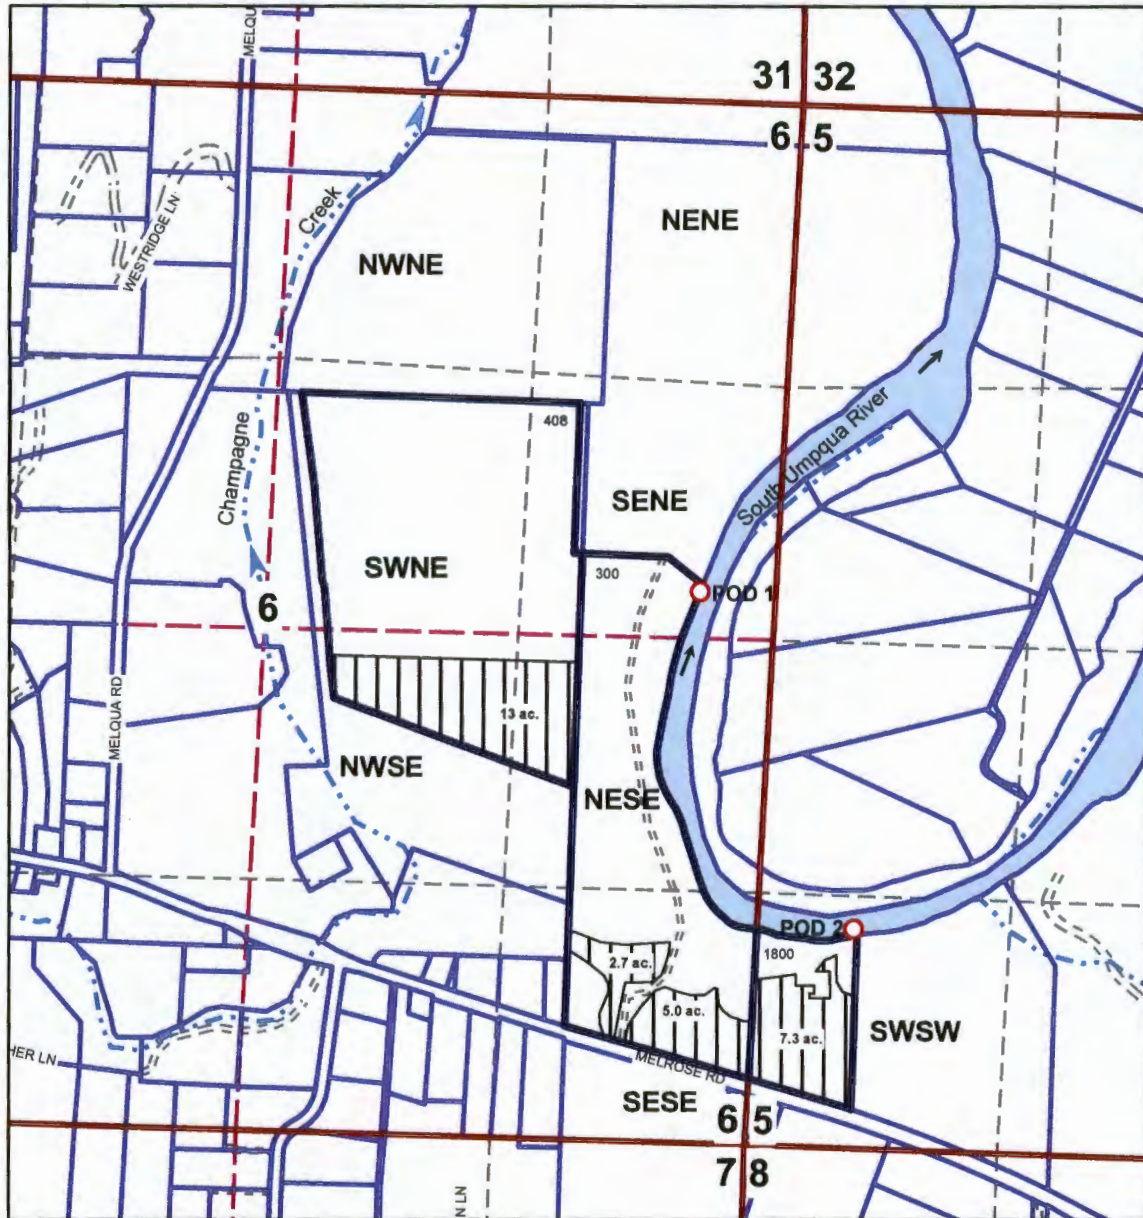 MELQU
31 32
6 5
WESTRIDGE LN
Creek
NENE
NWNE
408
Champagne
South Umpqua River
SENE
SWNE
300
POD 1
6
13 ac.
MELQUA RD
NWSE
NESE
POD 2
1800
2.7 ac.
5.0 ac.
7.3 ac.
SWSW
HER LN
MELROSE RD
SESE
6 5
7 8
N LN